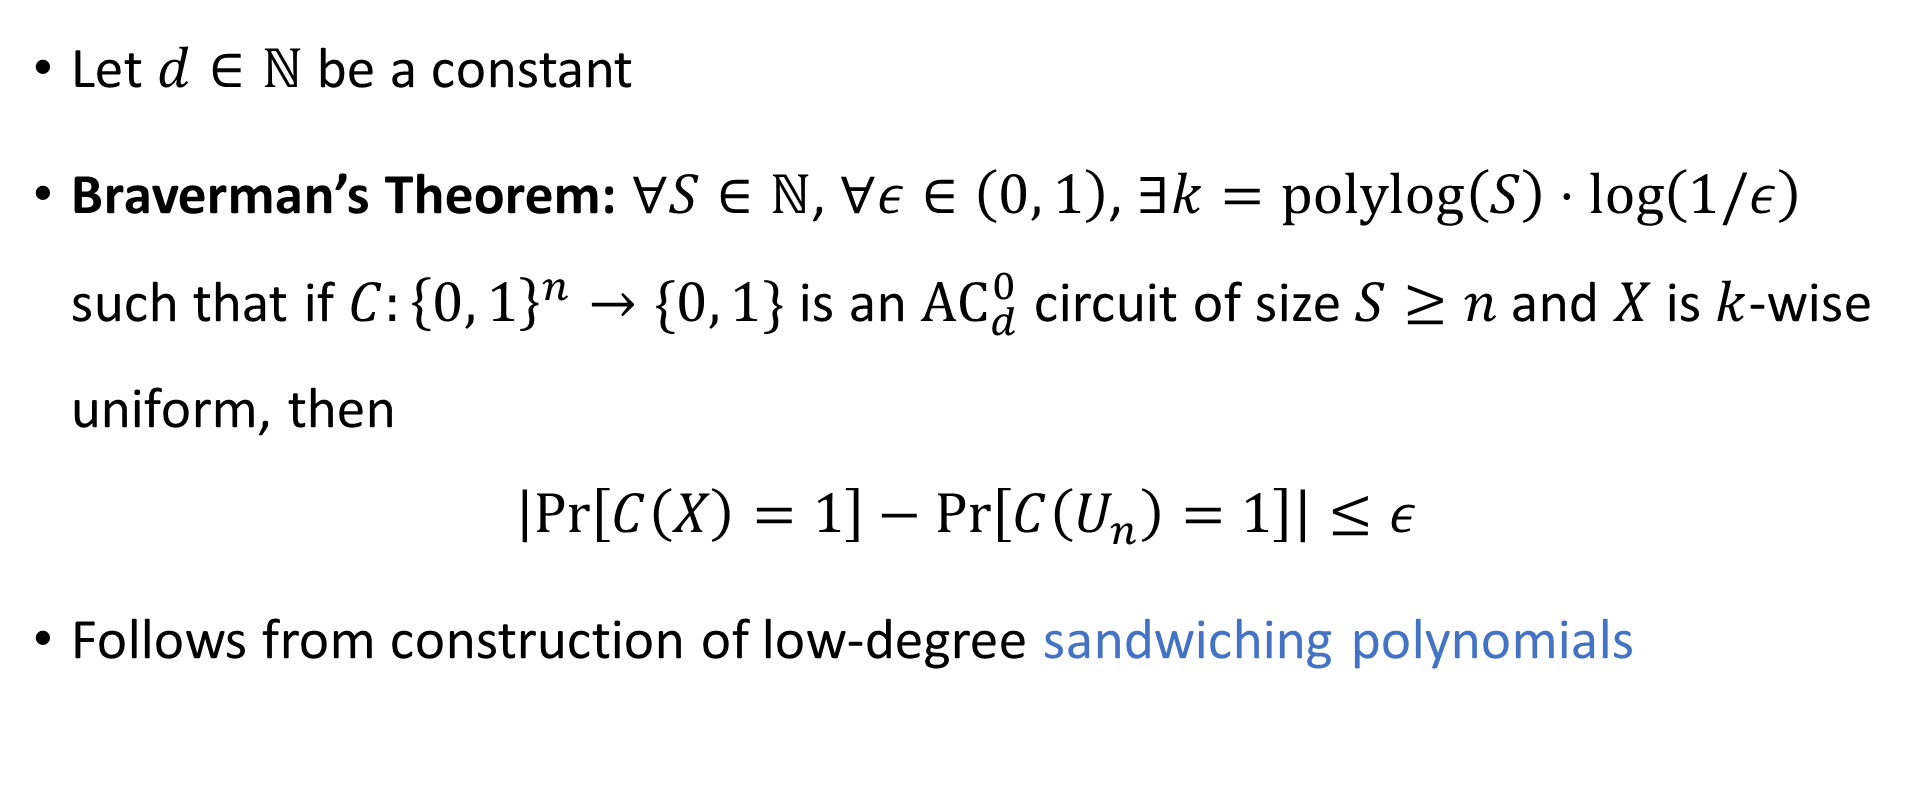 • Let 𝑑 ∈ ℕ be a constant
• Braver­man’s Theorem: ∀𝑆 ∈ ℕ, ∀𝜖 ∈ (0, 1), ∃𝑘 = polylog(𝑆) ⋅ log(1/𝜖)
such that if 𝐶: {0, 1}ⁿ → {0, 1} is an AC⁰_𝑑 circuit of size 𝑆 ≥ 𝑛 and 𝑋 is 𝑘-wise
uniform, then
|Pr[𝐶(𝑋) = 1] − Pr[𝐶(𝑈ₙ) = 1]| ≤ 𝜖
• Follows from construction of low-degree sandwiching polynomials